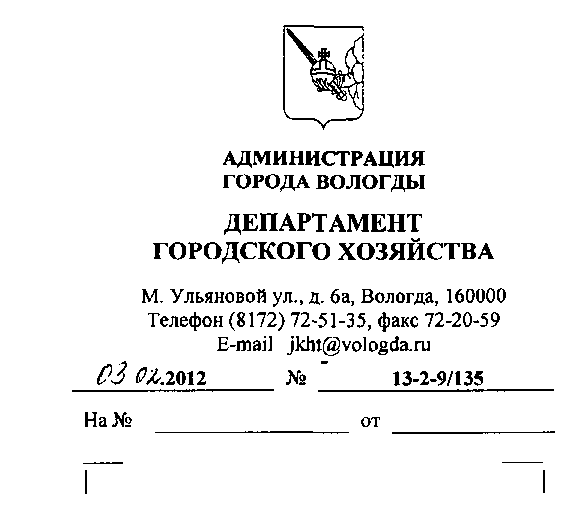 АДМИНИСТРАЦИЯ
ГОРОДА ВОЛОГДЫ
ДЕПАРТАМЕНТ
ГОРОДСКОГО ХОЗЯЙСТВА
М. Ульяновой ул., д. 6а, Вологда, 160000
Телефон (8172) 72-51-35, факс 72-20-59
E-mail jkht@vologda.ru
03 02.2012 № 13-2-9/135
На № от